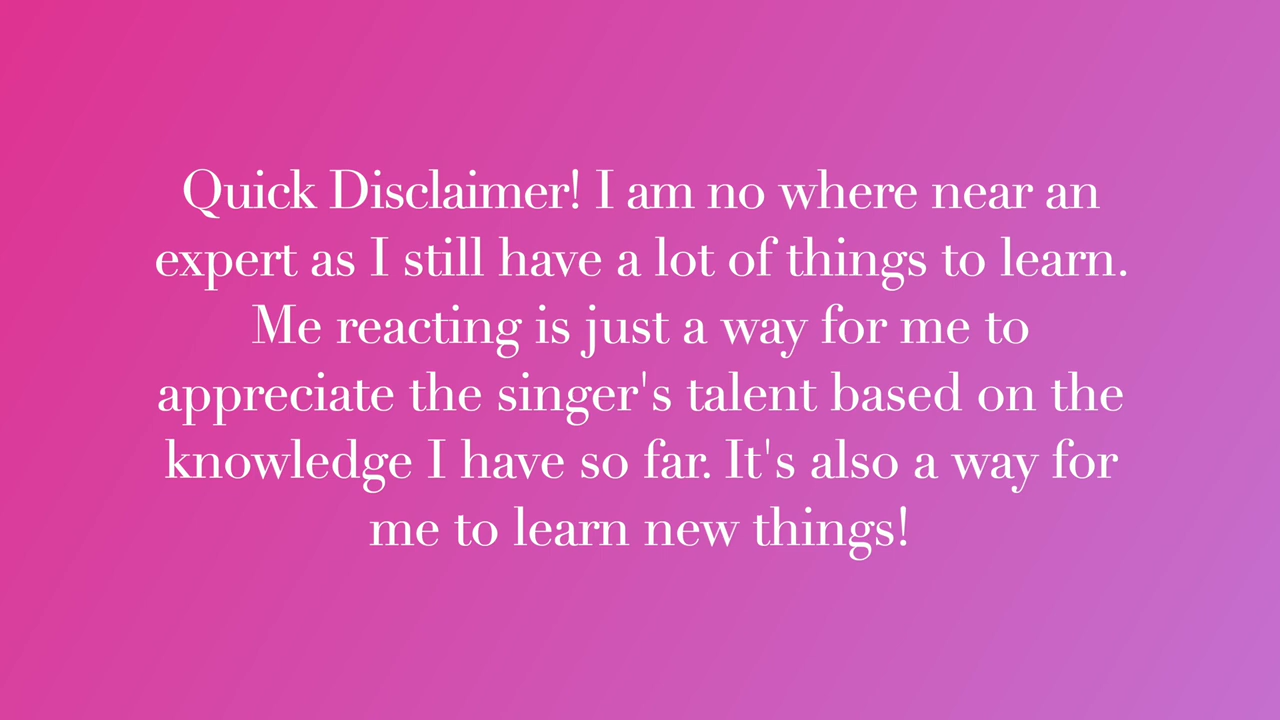 Quick Disclaimer! I am no where near an
expert as I still have a lot of things to learn.
Me reacting is just a way for me to
appreciate the singer's talent based on the
knowledge I have so far. It's also a way for
me to learn new things!